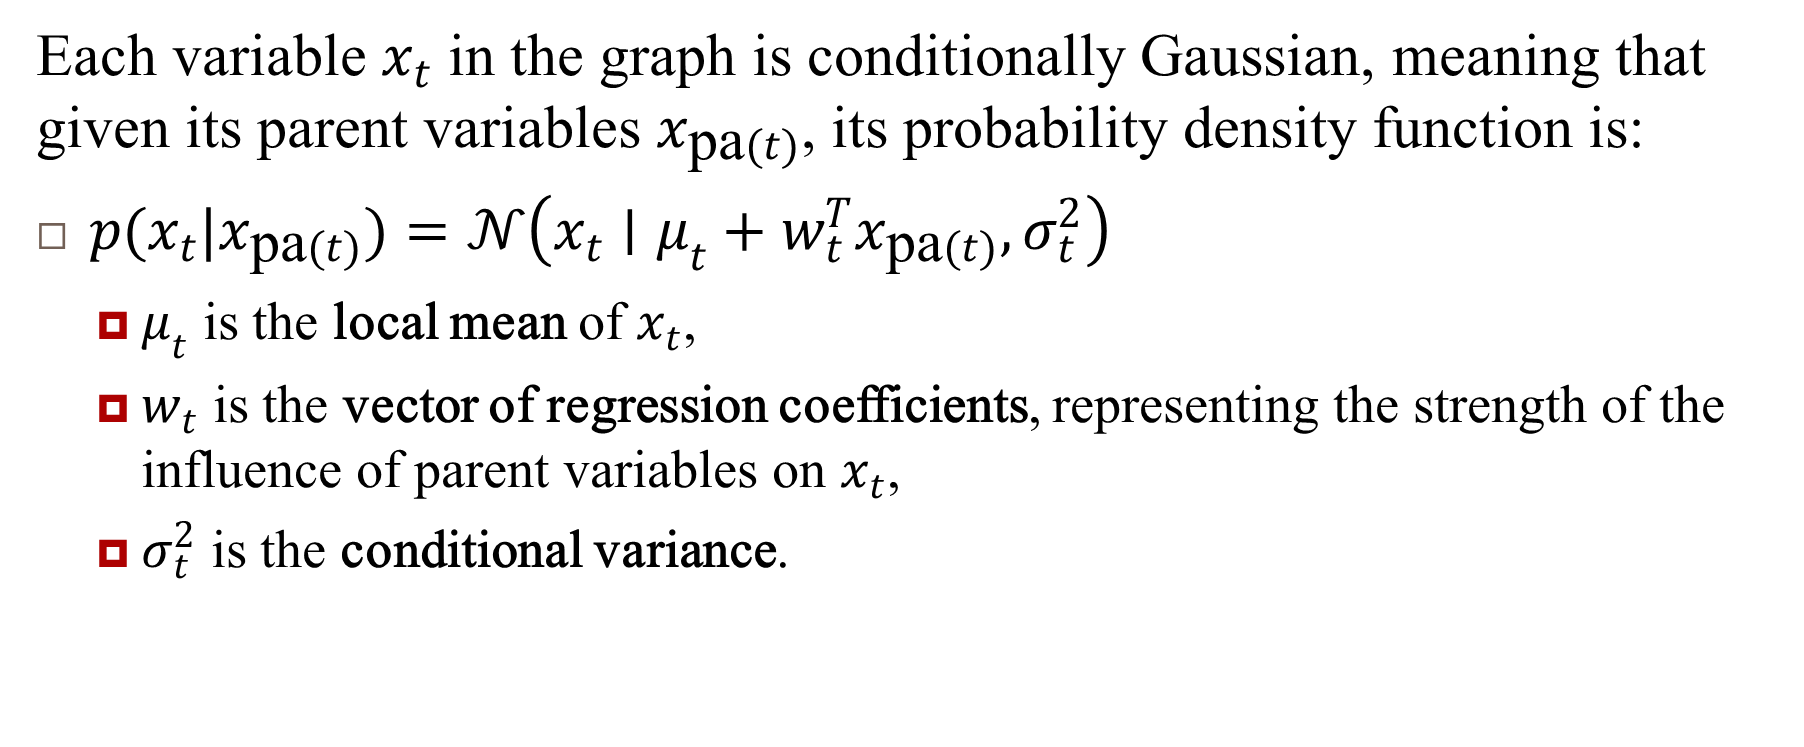 Each variable xₜ in the graph is conditionally Gaussian, meaning that
given its parent variables x_pa(t), its probability density function is:
p(xₜ|x_pa(t)) = 𝒩(xₜ ∣ μₜ + wₜᵀx_pa(t), σₜ²)
μₜ is the local mean of xₜ,
wₜ is the vector of regression coefficients, representing the strength of the
influence of parent variables on xₜ,
σₜ² is the conditional variance.